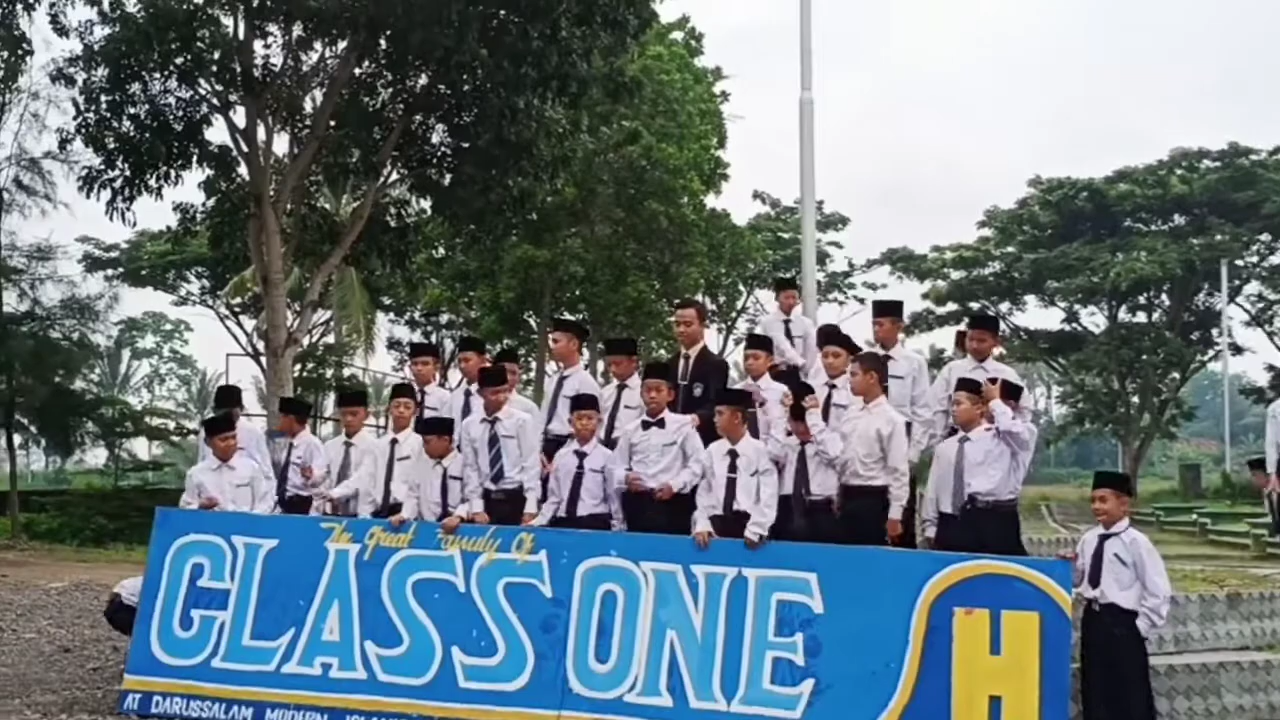 The great Family Of
CLASS ONE
H
AT DARUSSALAM MODERN